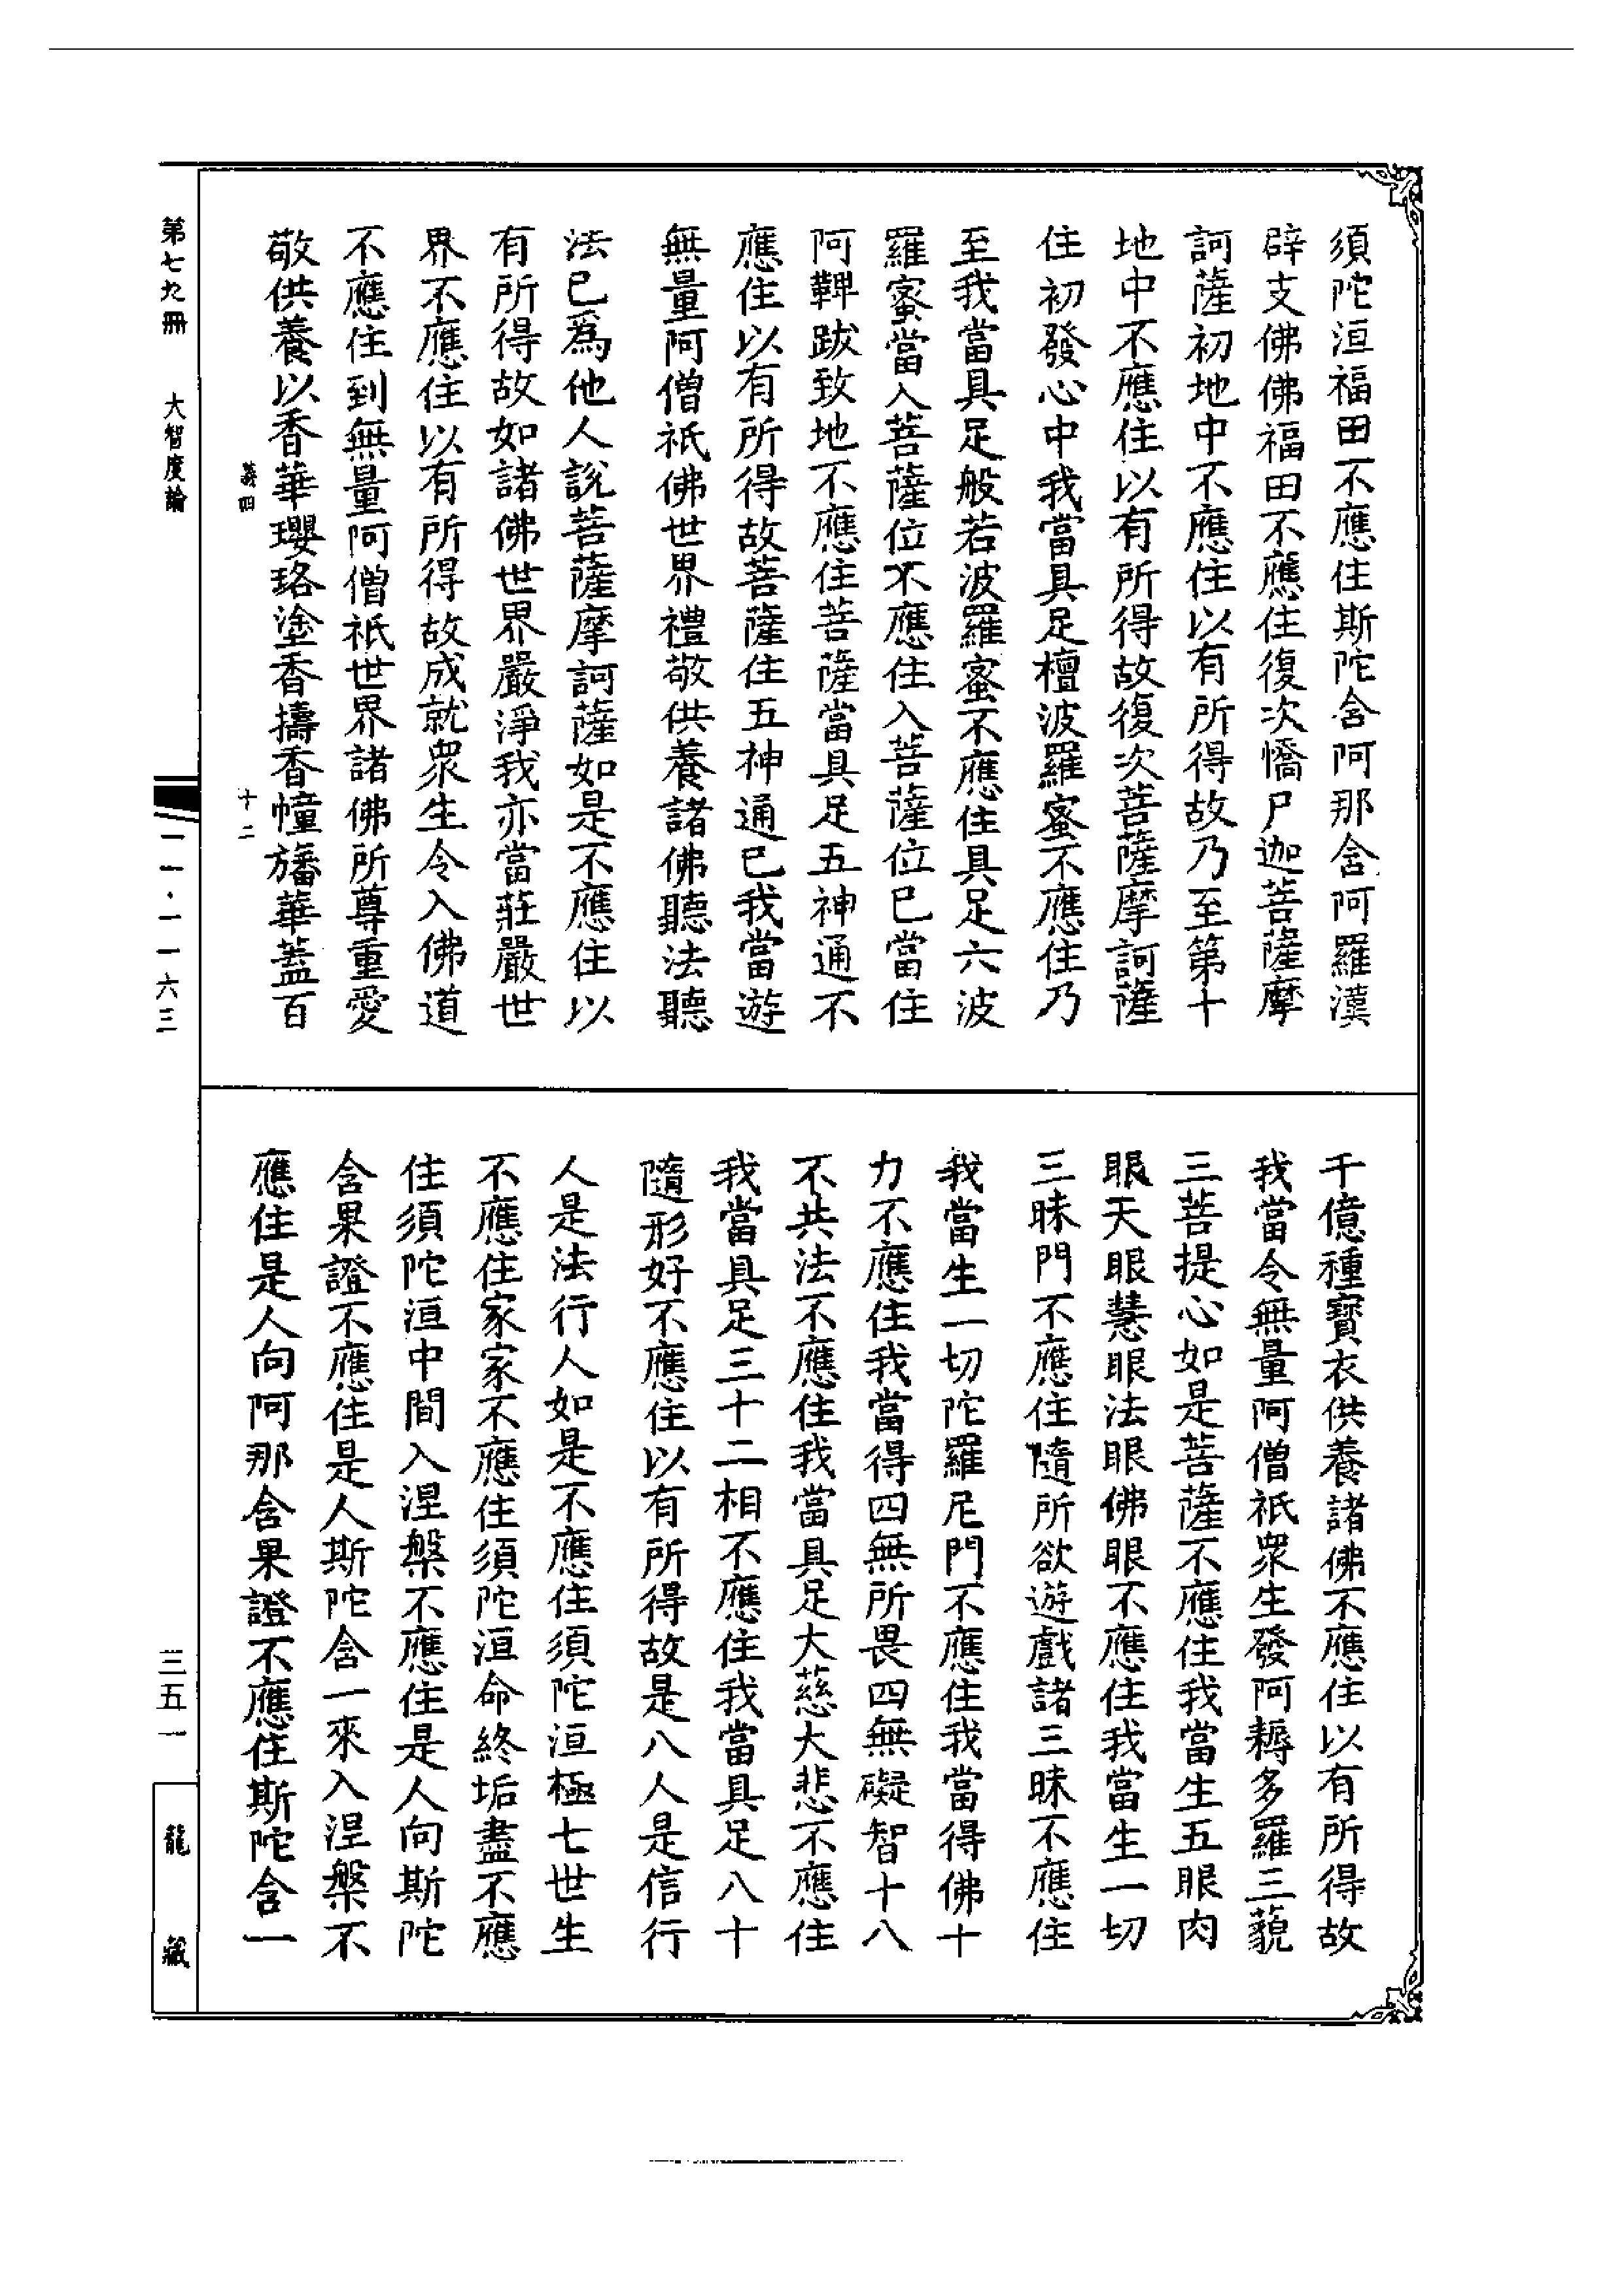 須陀洹福田不應住斯陀含阿那含阿羅漢
辟支佛佛福田不應住復次憍尸迦菩薩摩
訶薩初地中不應住以有所得故乃至第十
地中不應住以有所得故復次菩薩摩訶薩
住初發心中我當具足檀波羅蜜不應住乃
至我當具足般若波羅蜜不應住具足六波
羅蜜當入菩薩位不應住入菩薩位已當住
阿鞞跋致地不應住菩薩當具足五神通不
應住以有所得故菩薩住五神通已我當遊
無量阿僧祇佛世界禮敬供養諸佛聽法聽
法已為他人說菩薩摩訶薩如是不應住以
有所得故如諸佛世界嚴淨我亦當莊嚴世
界不應住以有所得故成就眾生令入佛道
不應住到無量阿僧祇世界諸佛所尊重愛
敬供養以香華瓔珞塗香擣香幢旛華蓋百
義四 十二
千億種寶衣供養諸佛不應住以有所得故
我當令無量阿僧祇眾生發阿耨多羅三藐
三菩提心如是菩薩不應住我當生五眼肉
眼天眼慧眼法眼佛眼不應住我當生一切
三昧門不應住隨所欲遊戲諸三昧不應住
我當生一切陀羅尼門不應住我當得佛十
力不應住我當得四無所畏四無礙智十八
不共法不應住我當具足大慈大悲不應住
我當具足三十二相不應住我當具足八十
隨形好不應住以有所得故是八人是信行
人是法行人如是不應住須陀洹極七世生
不應住家家不應住須陀洹命終垢盡不應
住須陀洹中間入涅槃不應住是人向斯陀
含果證不應住是人斯陀含一來入涅槃不
應住是人向阿那含果證不應住斯陀含一
第七九冊 大智度論
一一·一一六三
三五一
龍藏